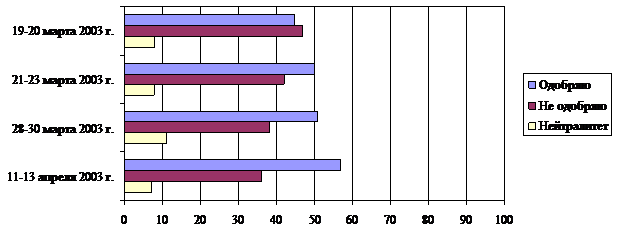 19-20 марта 2003 г.
21-23 марта 2003 г.
28-30 марта 2003 г.
11-13 апреля 2003 г.
0 10 20 30 40 50 60 70 80 90 100
Одобряю
Не одобряю
Нейтралитет